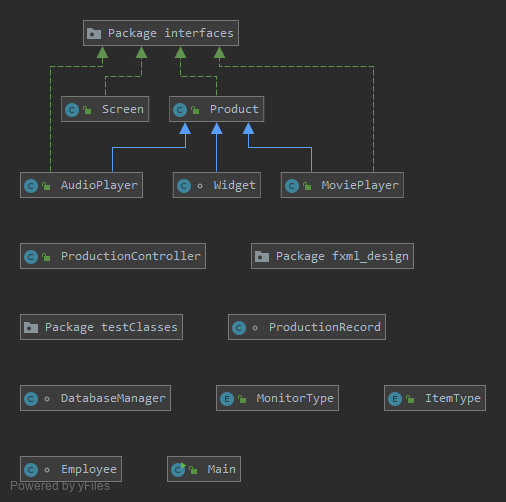 Package interfaces
C Screen
C Product
C AudioPlayer
C Widget
C MoviePlayer
C ProductionController
Package fxml_design
Package testClasses
C ProductionRecord
C DatabaseManager
E MonitorType
E ItemType
C Employee
C Main
Powered by yFiles